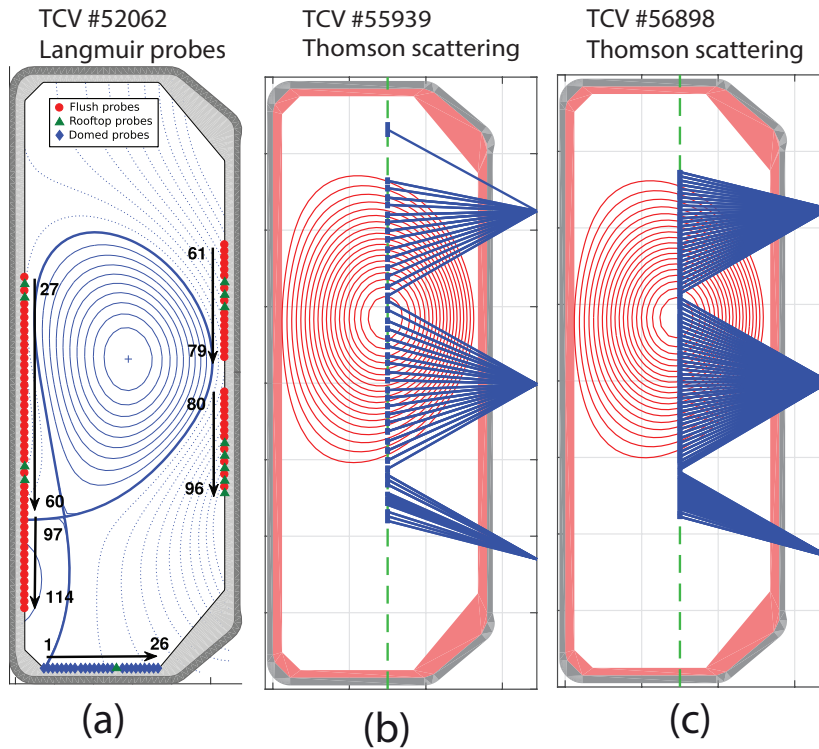 TCV #52062
Langmuir probes
TCV #55939
Thomson scattering
TCV #56898
Thomson scattering
Flush probes
Rooftop probes
Domed probes
61
27
79
80
60
96
97
114
1
26
(a)
(b)
(c)